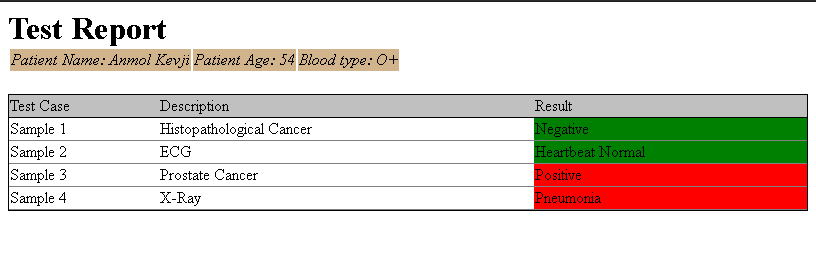 Test Report
Patient Name: Anmol Kevji Patient Age: 54 Blood type: O+
Test Case Description Result
Sample 1 Histopathological Cancer Negative
Sample 2 ECG Heartbeat Normal
Sample 3 Prostate Cancer Positive
Sample 4 X-Ray Pneumonia